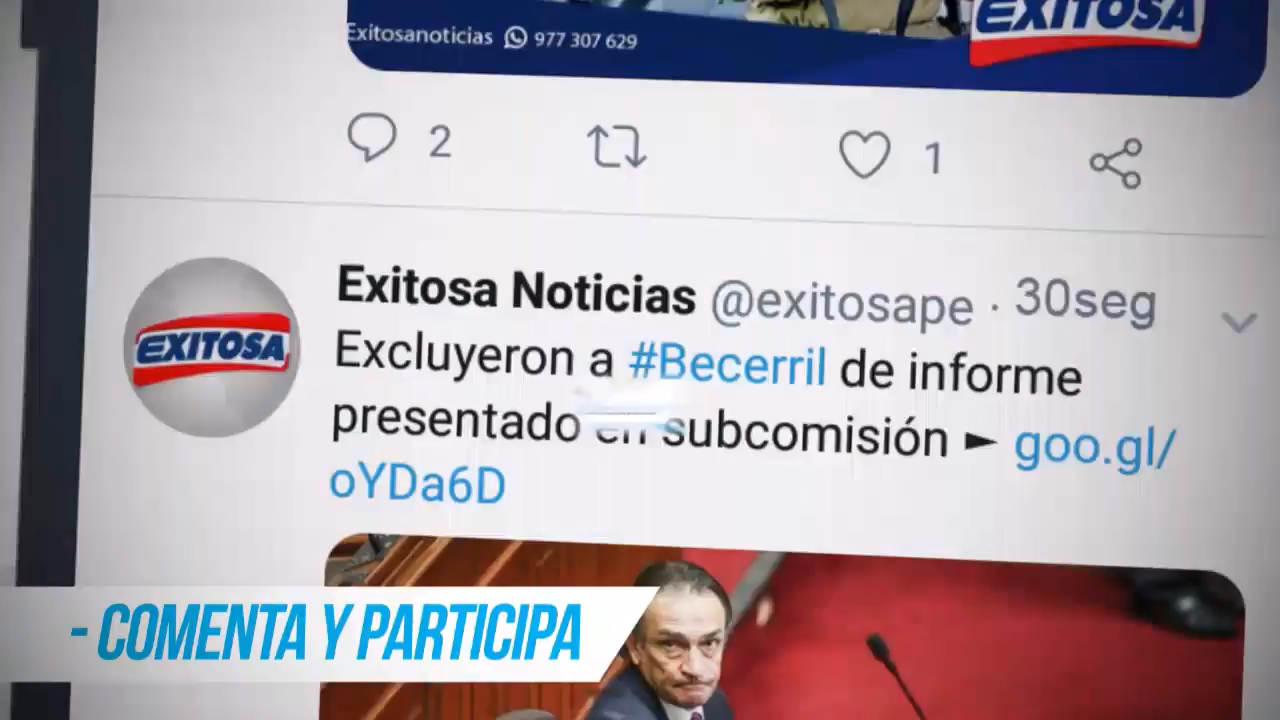 EXITOSA
Exitosanoticias 977 307 629
2
1
EXITOSA
Exitosa Noticias @exitosape · 30seg
Excluyeron a #Becerril de informe
presentado en subcomisión ► goo.gl/
oYDa6D
- COMENTA Y PARTICIPA